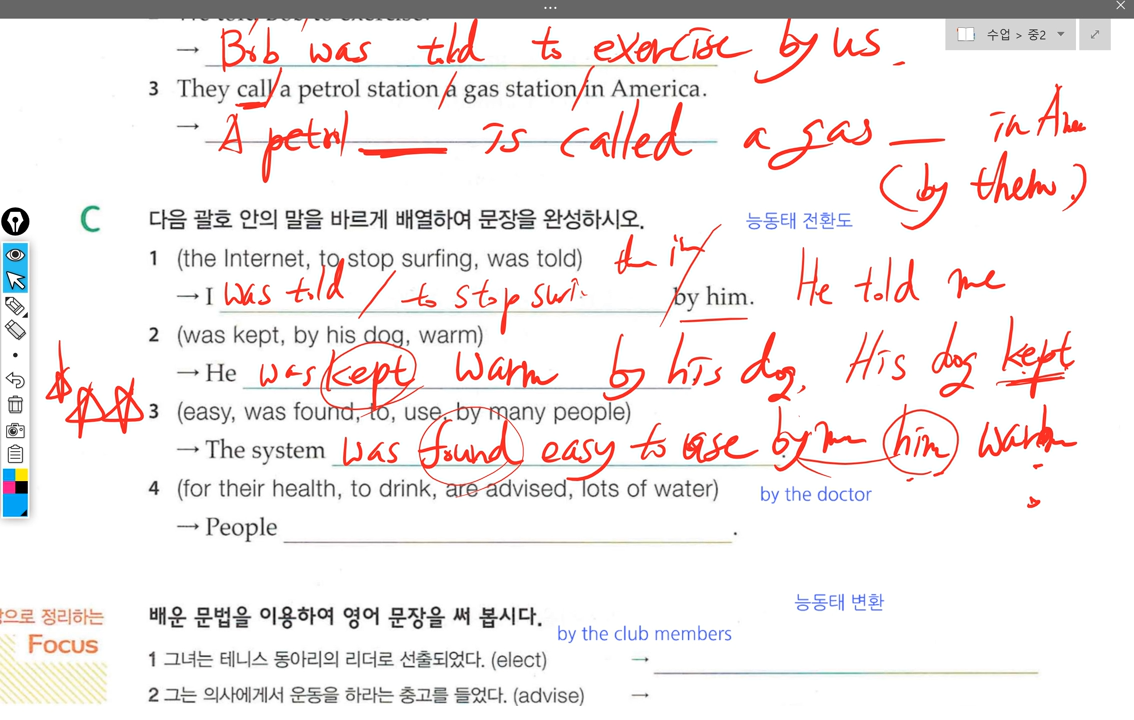 수업 > 중2
→ Bob was told to exercise by us.
3 They call/a petrol station/a gas station/in America.
→ A petrol ___ is called a gas ___ in
(by them.)
C 다음 괄호 안의 말을 바르게 배열하여 문장을 완성하시오. 능동태 전환도
1 (the Internet, to stop surfing, was told)
→ I was told / to stop by him. He told me
2 (was kept, by his dog, warm)
→ He was kept warm by his dog. His dog kept
3 (easy, was found, to, use, by many people)
→ The system was found easy to use by him warm
4 (for their health, to drink, are advised, lots of water) by the doctor
→ People .
으로 정리하는
Focus
배운 문법을 이용하여 영어 문장을 써 봅시다. 능동태 변환
by the club members
1 그녀는 테니스 동아리의 리더로 선출되었다. (elect) →
2 그는 의사에게서 운동을 하라는 충고를 들었다. (advise) →